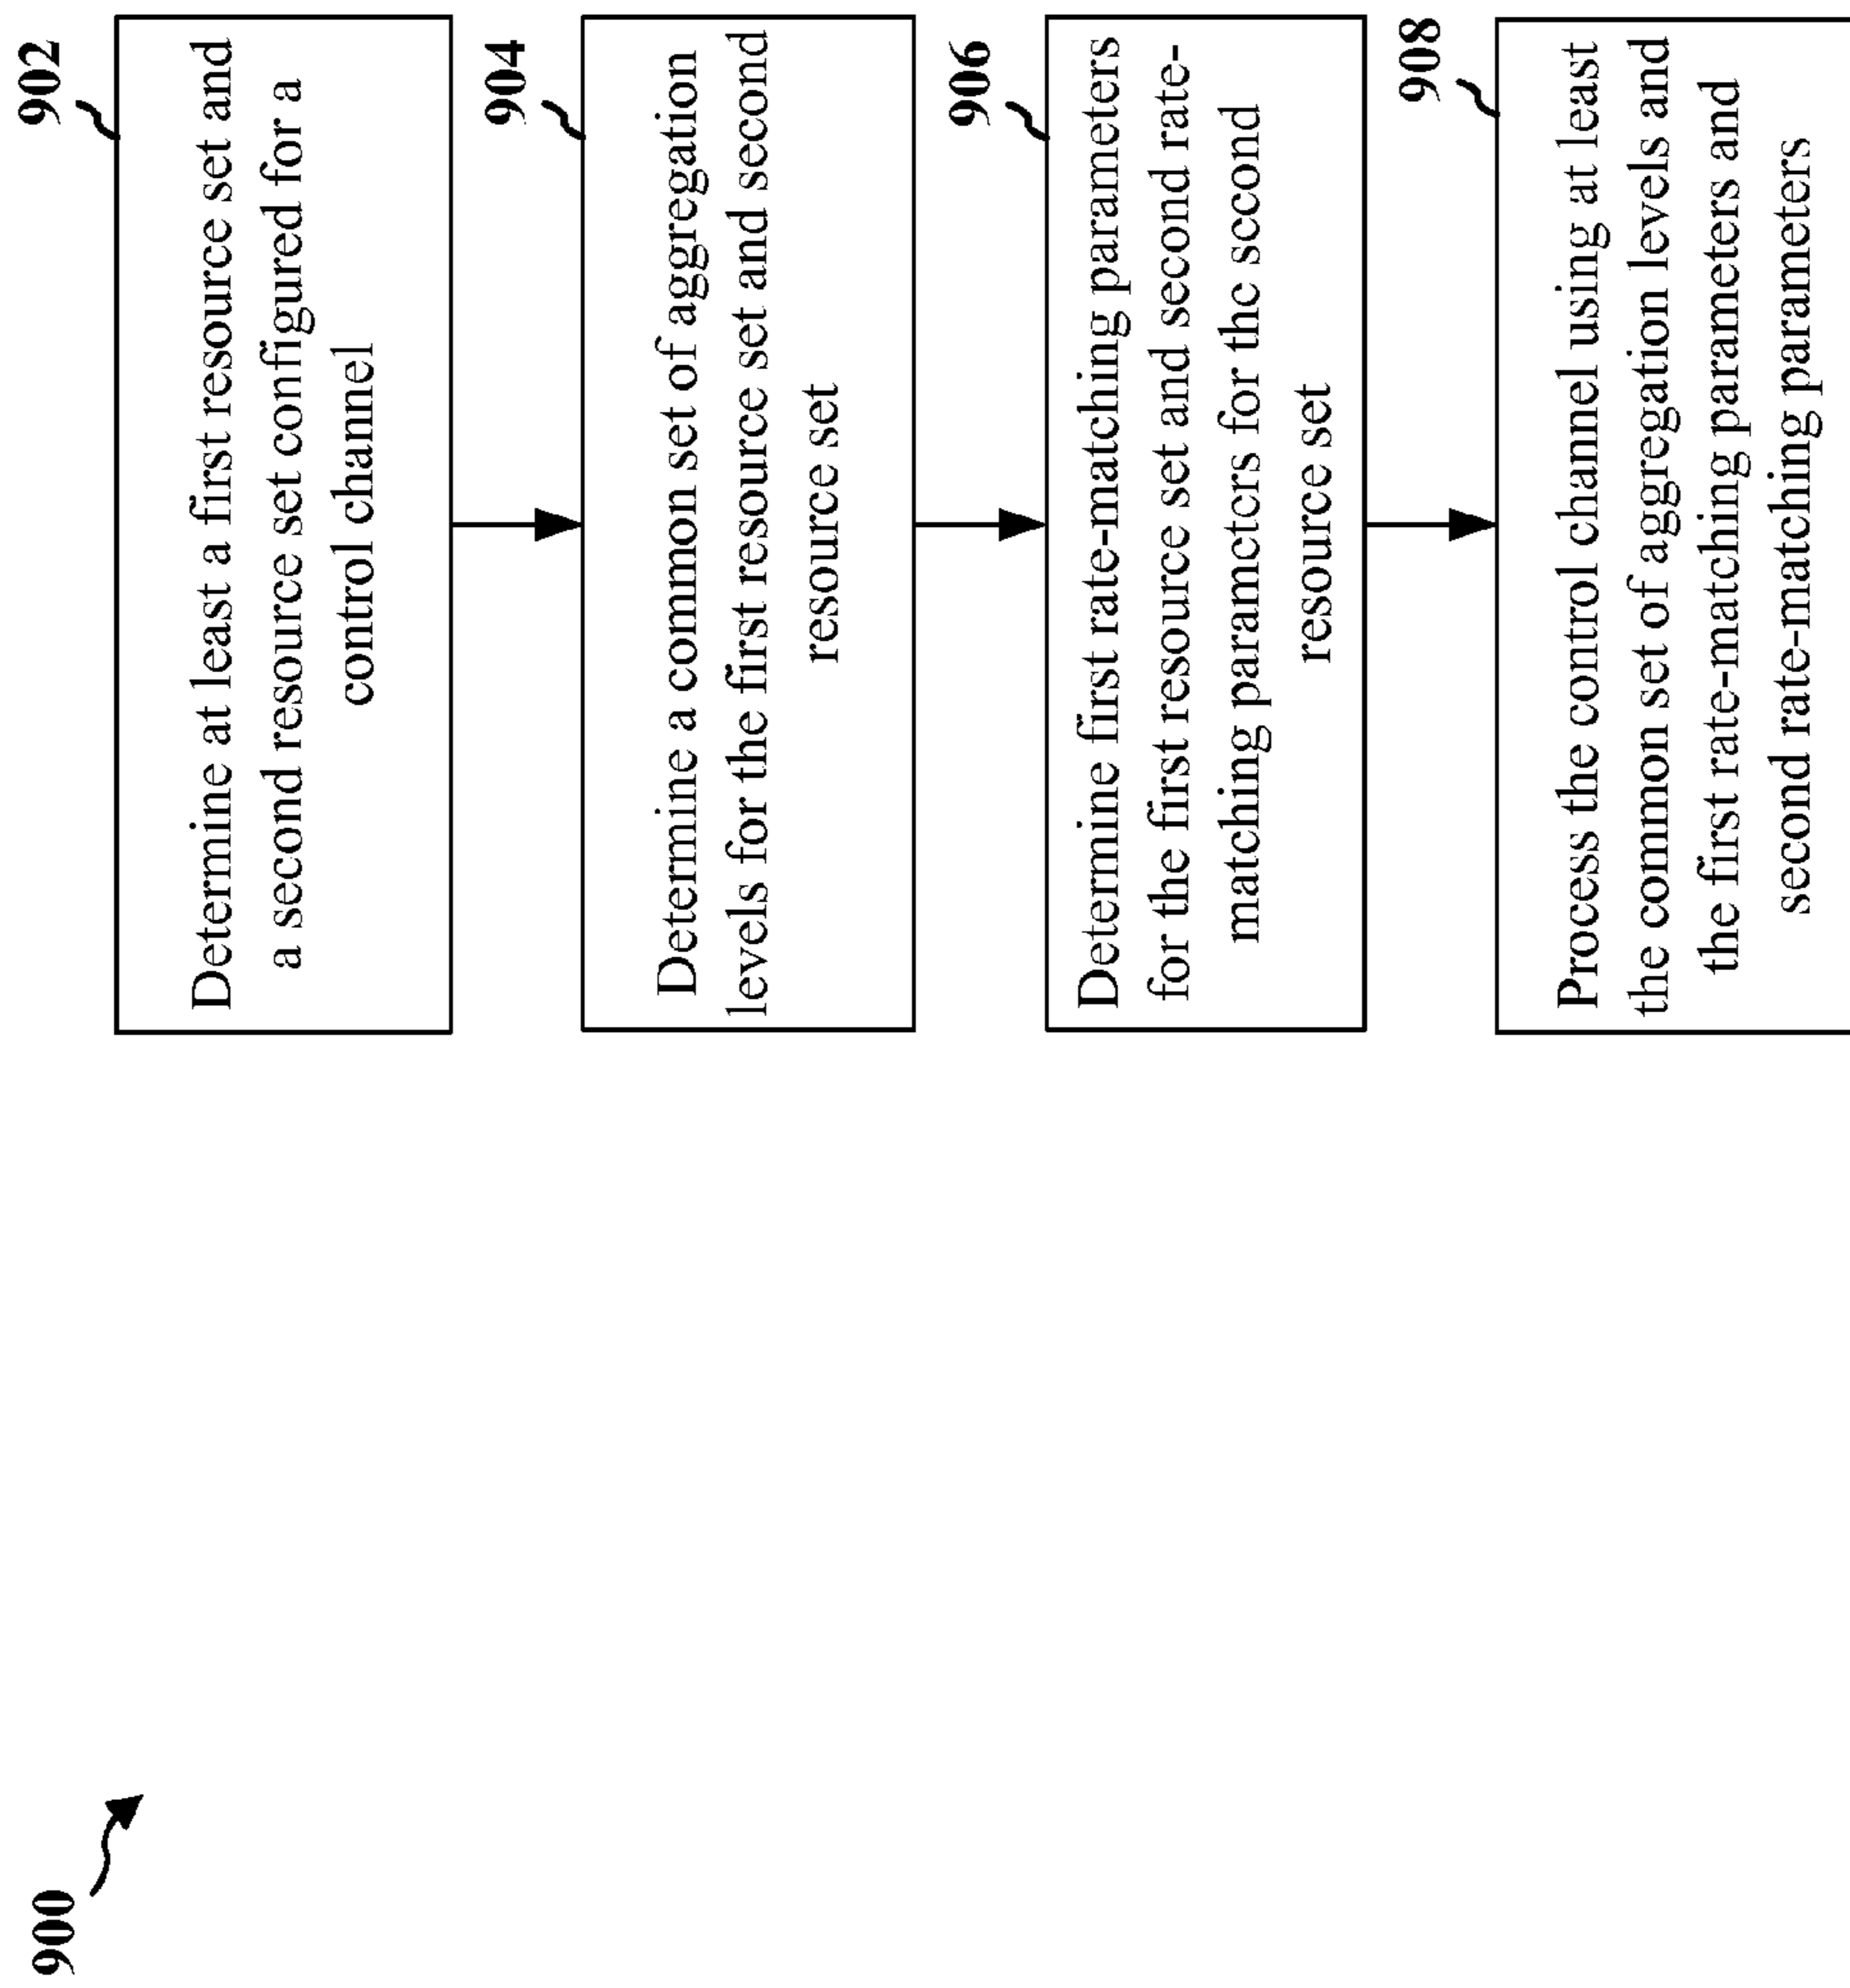 900
902
Determine at least a first resource set and
a second resource set configured for a
control channel
904
Determine a common set of aggregation
levels for the first resource set and second
resource set
906
Determine first rate-matching parameters
for the first resource set and second rate-
matching parameters for the second
resource set
908
Process the control channel using at least
the common set of aggregation levels and
the first rate-matching parameters and
second rate-matching parameters